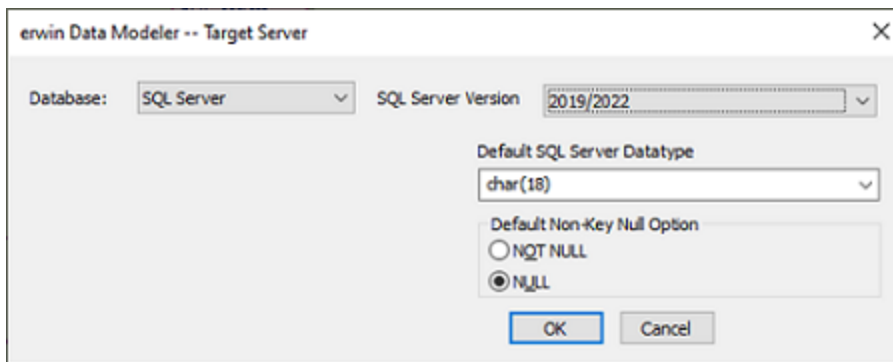 erwin Data Modeler -- Target Server
Database: SQL Server SQL Server Version 2019/2022
Default SQL Server Datatype
char(18)
Default Non-Key Null Option
NOT NULL
NULL
OK Cancel